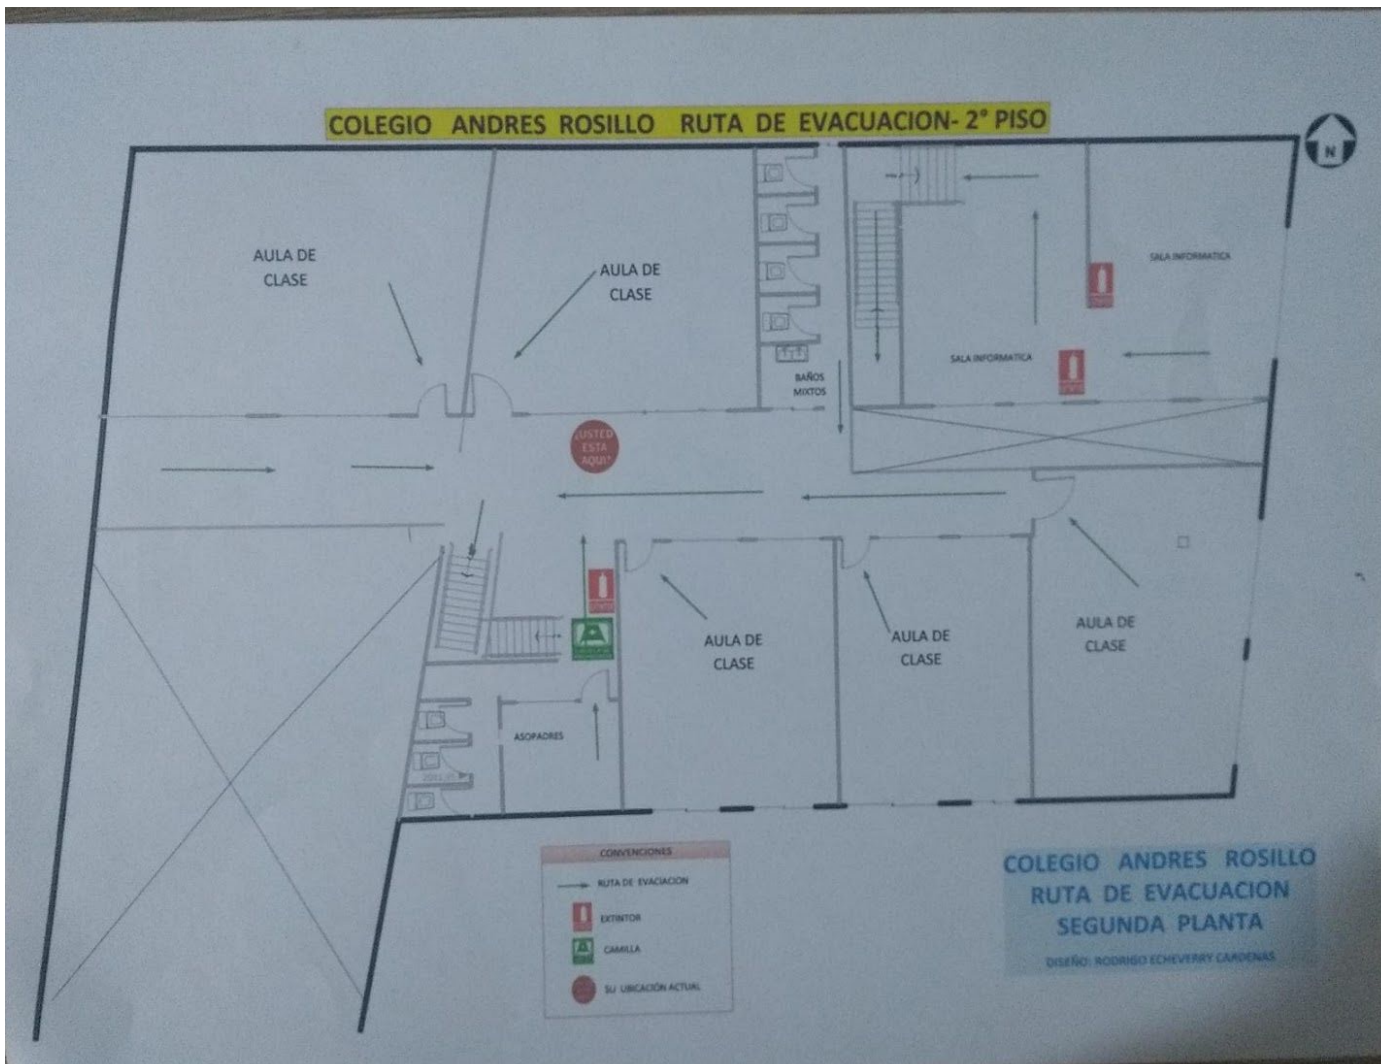 COLEGIO ANDRES ROSILLO RUTA DE EVACUACION- 2° PISO
N
AULA DE
CLASE
AULA DE
CLASE
SALA INFORMATICA
SALA INFORMATICA
BAÑOS
MIXTOS
¿USTED
ESTA
AQUI"
AULA DE
CLASE
AULA DE
CLASE
AULA DE
CLASE
ASOPADRES
CONVENCIONES
RUTA DE EVACIACION
EXTINTOR
CAMILLA
SU UBICACIÓN ACTUAL
COLEGIO ANDRES ROSILLO
RUTA DE EVACUACION
SEGUNDA PLANTA
DISEÑO: RODRIGO ECHEVERRY CARDENAS